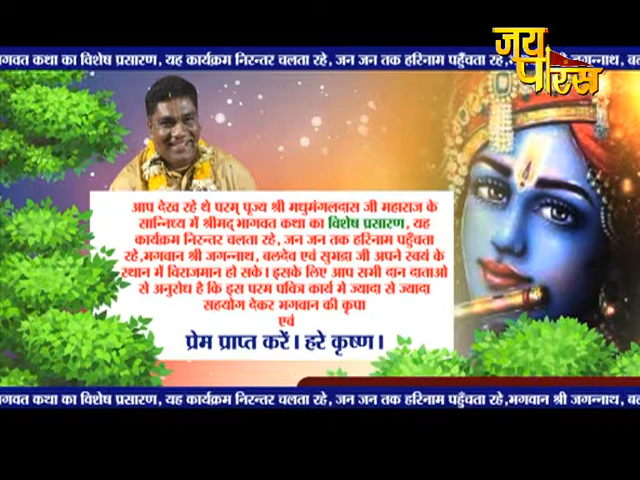 ागवत कथा का विशेष प्रसारण, यह कार्यक्रम निरन्तर चलता रहे, जन जन तक हरिनाम पहुँचता रहे,
जय
पारस
आप देख रहे थे परम् पूज्य श्री मधुमंगलदास जी महाराज के
सान्निध्य में श्रीमद् भागवत कथा का विशेष प्रसारण, यह
कार्यक्रम निरन्तर चलता रहे, जन जन तक हरिनाम पहुँचता
रहे,भगवान श्री जगन्नाथ, बलदेव एवं सुभद्रा जी अपने स्वयं के
स्थान में विराजमान हो सके। इसके लिए आप सभी दान दाताओ
से अनुरोध है कि इस परम पवित्र कार्य मे ज्यादा से ज्यादा
सहयोग देकर भगवान की कृपा
एवं
प्रेम प्राप्त करें। हरे कृष्ण।
ागवत कथा का विशेष प्रसारण, यह कार्यक्रम निरन्तर चलता रहे, जन जन तक हरिनाम पहुँचता रहे,भगवान श्री जगन्नाथ, बल